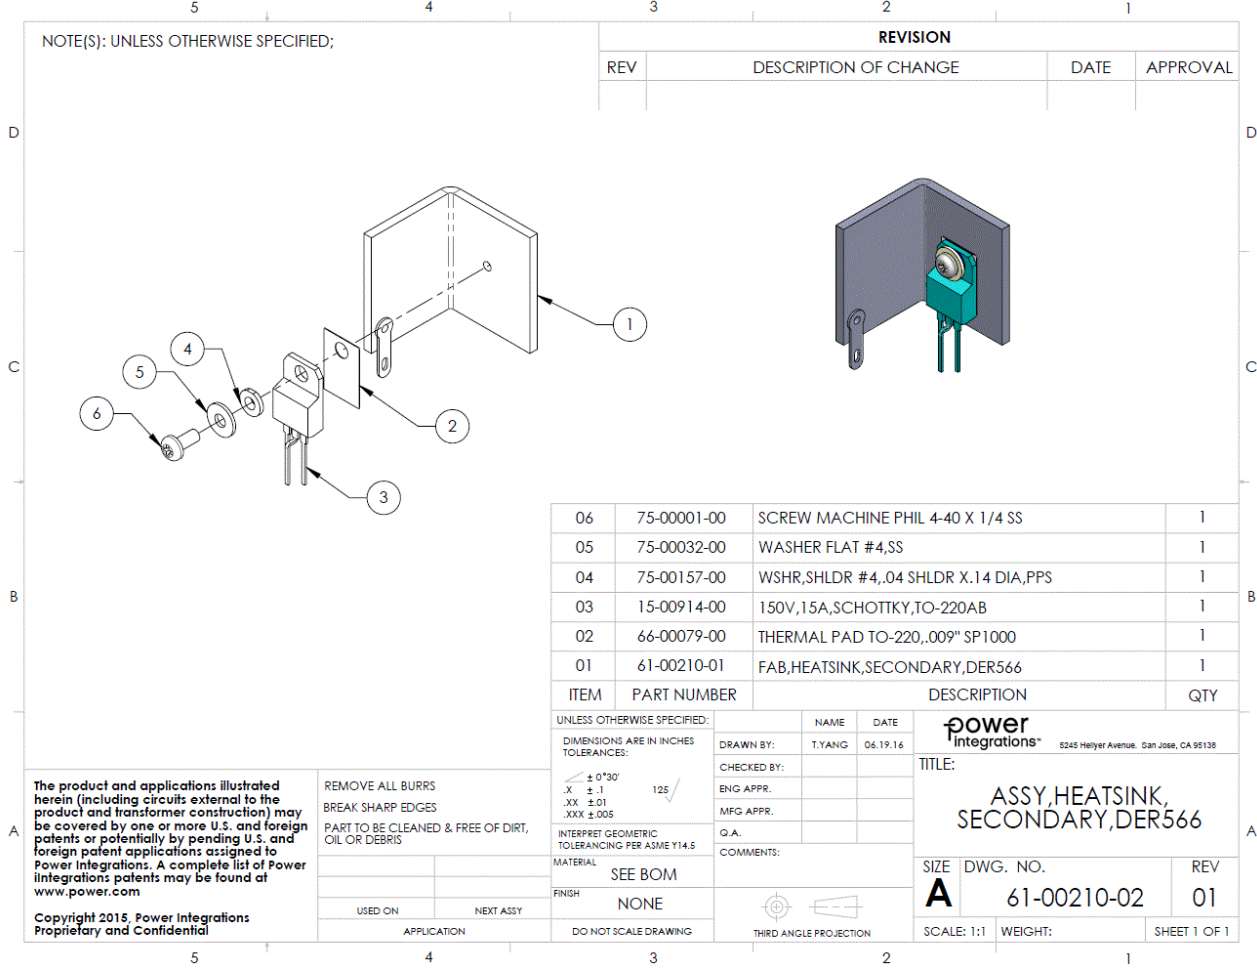 5 4 3 2 1
NOTE(S): UNLESS OTHERWISE SPECIFIED;
REVISION
REV DESCRIPTION OF CHANGE DATE APPROVAL
D D
1
4
C C
5
6
2
3
06 75-00001-00 SCREW MACHINE PHIL 4-40 X 1/4 SS 1
05 75-00032-00 WASHER FLAT #4,SS 1
04 75-00157-00 WSHR,SHLDR #4,.04 SHLDR X.14 DIA,PPS 1
B B
03 15-00914-00 150V,15A,SCHOTTKY,TO-220AB 1
02 66-00079-00 THERMAL PAD TO-220,.009" SP1000 1
01 61-00210-01 FAB,HEATSINK,SECONDARY,DER566 1
ITEM PART NUMBER DESCRIPTION QTY
The product and applications illustrated
herein (including circuits external to the
product and transformer construction) may
be covered by one or more U.S. and foreign
patents or potentially by pending U.S. and
foreign patent applications assigned to
Power Integrations. A complete list of Power
iIntegrations patents may be found at
www.power.com
Copyright 2015, Power Integrations
Proprietary and Confidential
REMOVE ALL BURRS
BREAK SHARP EDGES
PART TO BE CLEANED & FREE OF DIRT,
OIL OR DEBRIS
USED ON NEXT ASSY
APPLICATION
UNLESS OTHERWISE SPECIFIED:
DIMENSIONS ARE IN INCHES
TOLERANCES:
± 0°30'
.X ± .1 125
.XX ±.01
.XXX ±.005
INTERPRET GEOMETRIC
TOLERANCING PER ASME Y14.5
MATERIAL
SEE BOM
FINISH
NONE
DO NOT SCALE DRAWING
NAME DATE
DRAWN BY: T.YANG 06.19.16
CHECKED BY:
ENG APPR.
MFG APPR.
Q.A.
COMMENTS:
THIRD ANGLE PROJECTION
power
integrations™ 5245 Hellyer Avenue. San Jose, CA 95138
TITLE:
ASSY,HEATSINK,
SECONDARY,DER566
SIZE DWG. NO. REV
A 61-00210-02 01
SCALE: 1:1 WEIGHT: SHEET 1 OF 1
A A
5 4 3 2 1